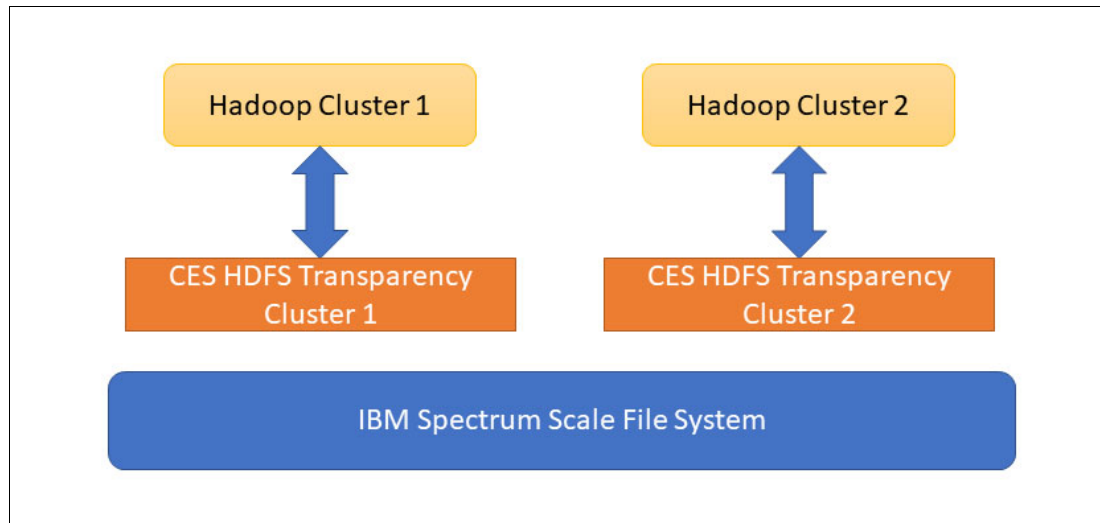 Hadoop Cluster 1
Hadoop Cluster 2
CES HDFS Transparency
Cluster 1
CES HDFS Transparency
Cluster 2
IBM Spectrum Scale File System